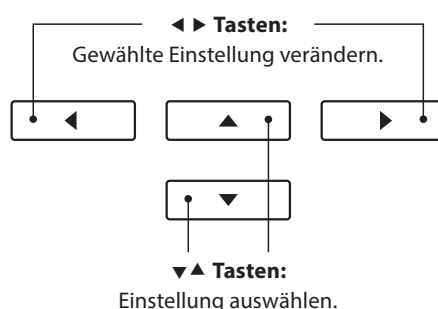 ◀ ▶ Tasten:
Gewählte Einstellung verändern.
◀ ▲ ▶
▼
▼▲ Tasten:
Einstellung auswählen.